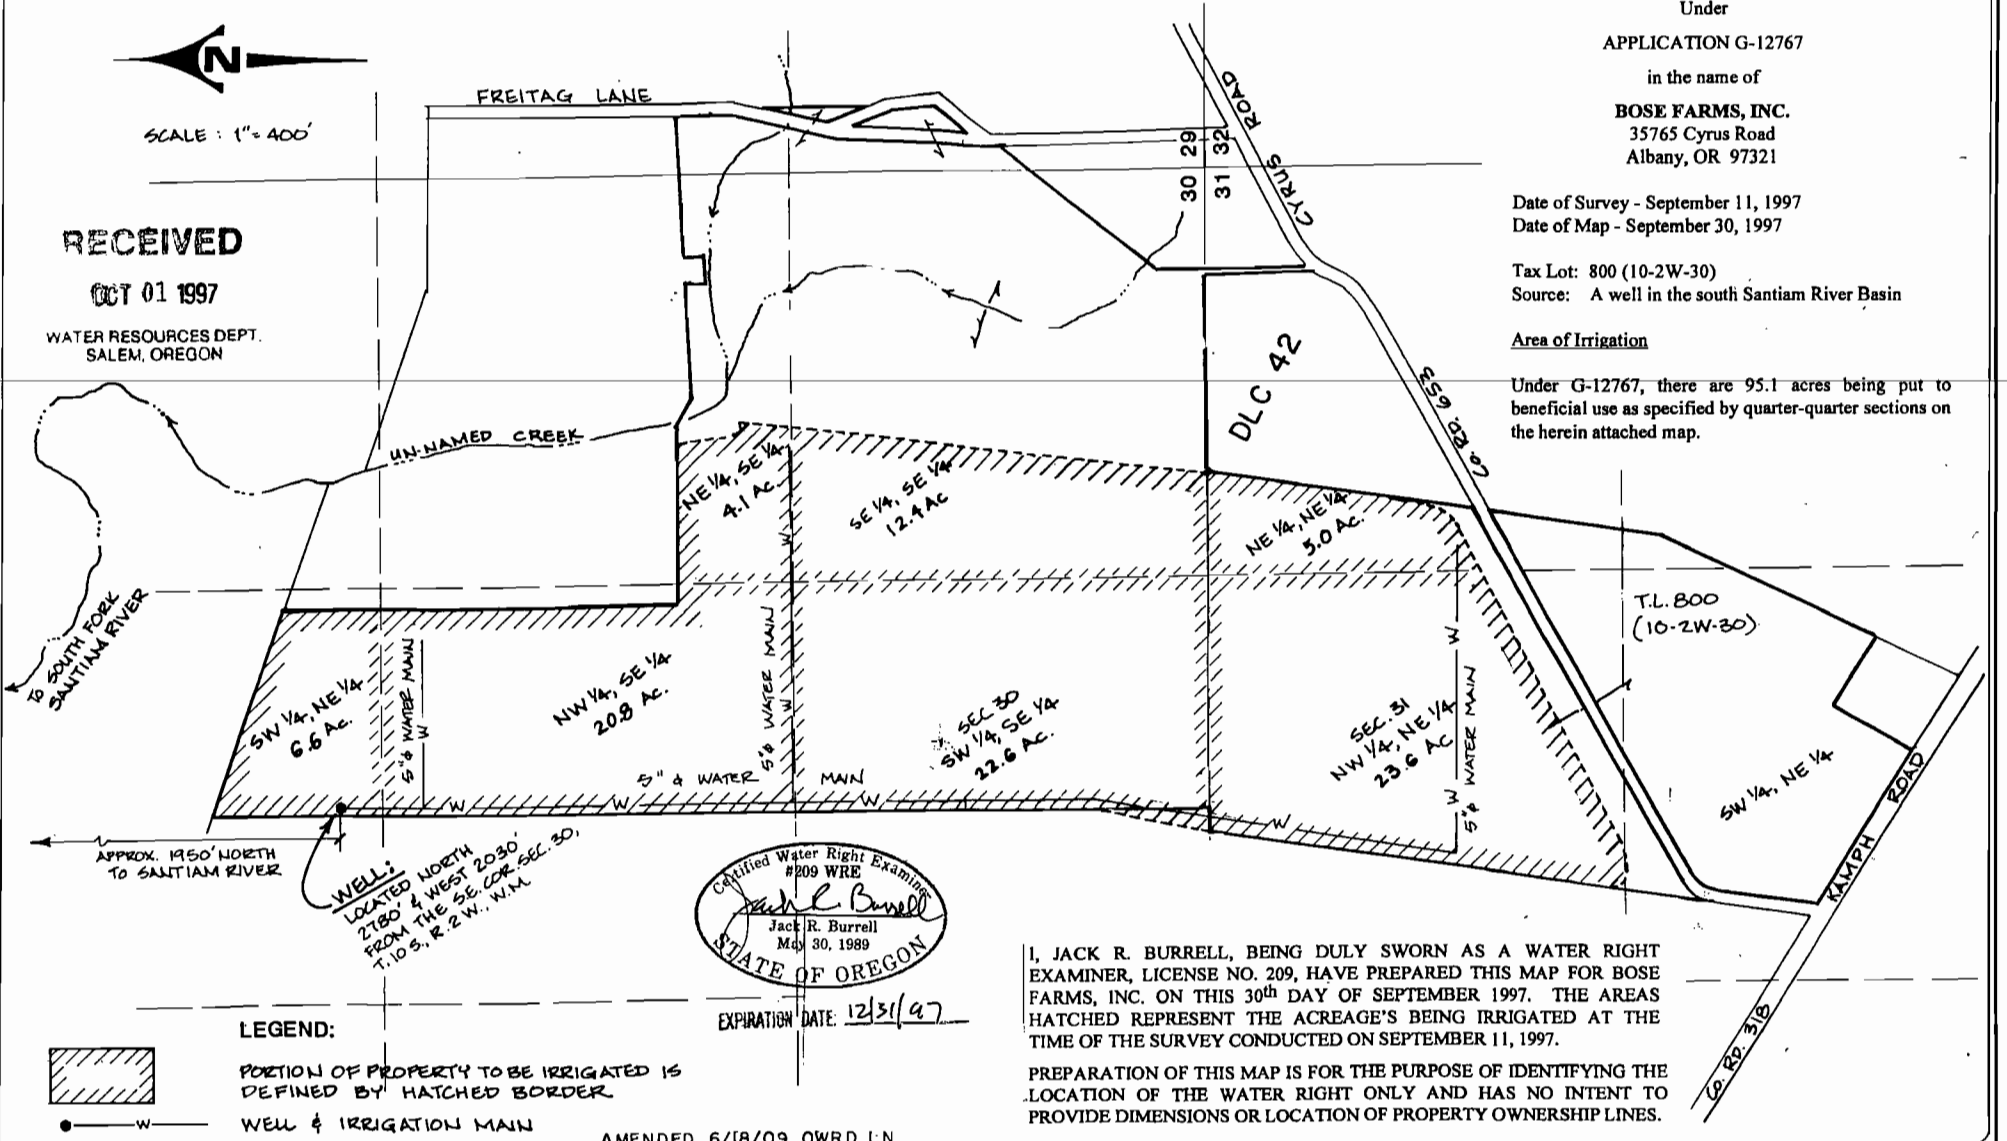 Under
APPLICATION G-12767
in the name of
BOSE FARMS, INC.
35765 Cyrus Road
Albany, OR 97321
Date of Survey - September 11, 1997
Date of Map - September 30, 1997
Tax Lot: 800 (10-2W-30)
Source: A well in the south Santiam River Basin
Area of Irrigation
Under G-12767, there are 95.1 acres being put to
beneficial use as specified by quarter-quarter sections on
the herein attached map.
N
SCALE : 1"= 400'
RECEIVED
OCT 01 1997
WATER RESOURCES DEPT.
SALEM, OREGON
FREITAG LANE
CYRUS ROAD
29
32
30
31
DLC 42
CO. RD. 653
UN-NAMED CREEK
TO SOUTH FORK
SANTIAM RIVER
NE 1/4, SE 1/4
4.1 Ac.
SE 1/4, SE 1/4
12.4 Ac
NE 1/4, NE 1/4
5.0 Ac.
T.L. 800
(10-2W-30)
SW 1/4, NE 1/4
6.6 Ac.
5"ϕ WATER MAIN
W
NW 1/4, SE 1/4
20.8 Ac.
5"ϕ WATER MAIN
W
W
SEC 30
SW 1/4, SE 1/4
22.6 Ac.
SEC. 31
NW 1/4, NE 1/4
23.6 Ac
W
W
5"ϕ WATER MAIN
SW 1/4, NE 1/4
KAMPH ROAD
CO. RD. 318
5" ϕ WATER MAIN
W
W
W
W
APPROX. 1950' NORTH
TO SANTIAM RIVER
WELL:
LOCATED NORTH
2780' & WEST 2030'
FROM THE S.E. COR. SEC. 30,
T. 10 S., R. 2 W., W.M.
Certified Water Right Examiner
#209 WRE
Jack R. Burrell
Jack R. Burrell
May 30, 1989
STATE OF OREGON
EXPIRATION DATE: 12/31/97
I, JACK R. BURRELL, BEING DULY SWORN AS A WATER RIGHT
EXAMINER, LICENSE NO. 209, HAVE PREPARED THIS MAP FOR BOSE
FARMS, INC. ON THIS 30th DAY OF SEPTEMBER 1997. THE AREAS
HATCHED REPRESENT THE ACREAGE'S BEING IRRIGATED AT THE
TIME OF THE SURVEY CONDUCTED ON SEPTEMBER 11, 1997.
PREPARATION OF THIS MAP IS FOR THE PURPOSE OF IDENTIFYING THE
LOCATION OF THE WATER RIGHT ONLY AND HAS NO INTENT TO
PROVIDE DIMENSIONS OR LOCATION OF PROPERTY OWNERSHIP LINES.
LEGEND:
PORTION OF PROPERTY TO BE IRRIGATED IS
DEFINED BY HATCHED BORDER
W
WELL & IRRIGATION MAIN
AMENDED 6/18/09 OWRD